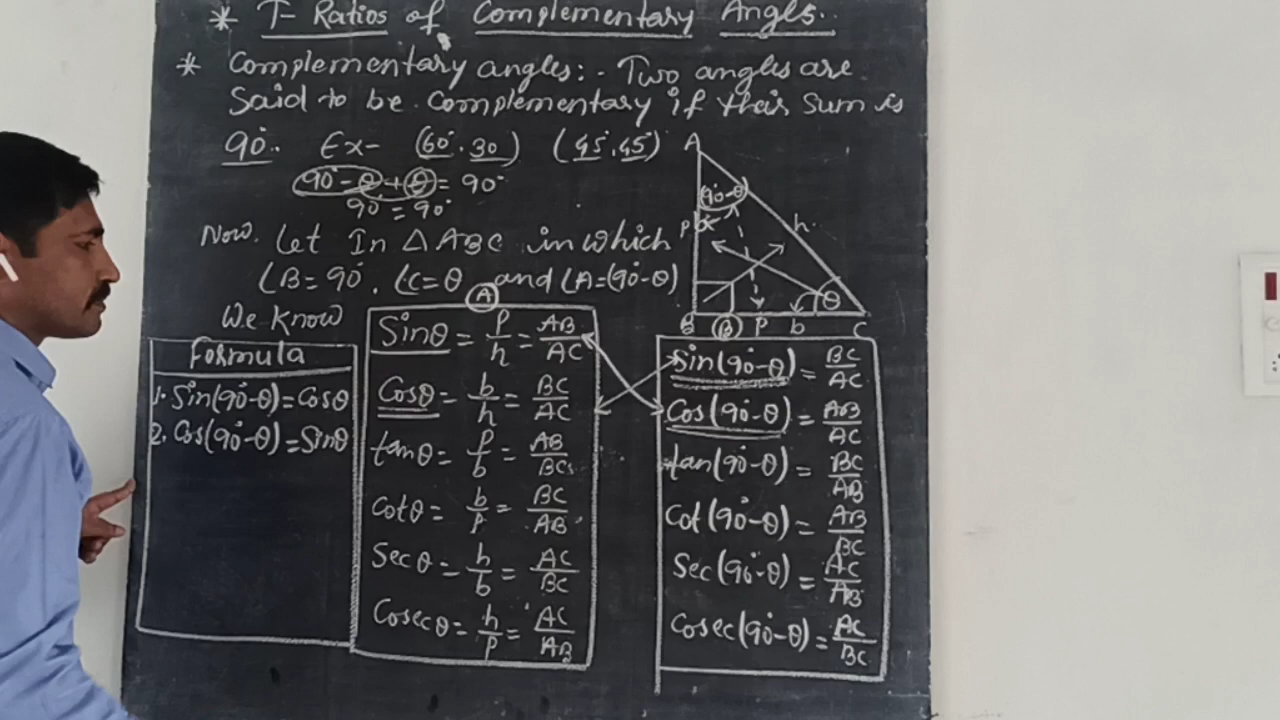 * T- Ratios of Complementary Angls.
* Complementary angles:- Two angles are
Said to be complementary if their sum is
90°. Ex- (60°.30) (45°,45°)
90°-θ+θ = 90°
90° = 90°
Now. Let In △ABC in which
∠B=90°, ∠C=θ and ∠A=(90°-θ)
We Know
A
90°-θ
P
h
θ
B
B
P
b
C
Formula
1. Sin(90°-θ)=Cosθ
2. Cos(90°-θ)=Sinθ
A
Sinθ = p/h = AB/AC
Cosθ = b/h = BC/AC
tanθ = p/b = AB/BC
Cotθ = b/p = BC/AB
Secθ = h/b = AC/BC
Cosecθ = h/p = AC/AB
Sin(90°-θ) = BC/AC
Cos(90°-θ) = AB/AC
tan(90°-θ) = BC/AB
Cot(90°-θ) = AB/BC
Sec(90°-θ) = AC/AB
Cosec(90°-θ) = AC/BC